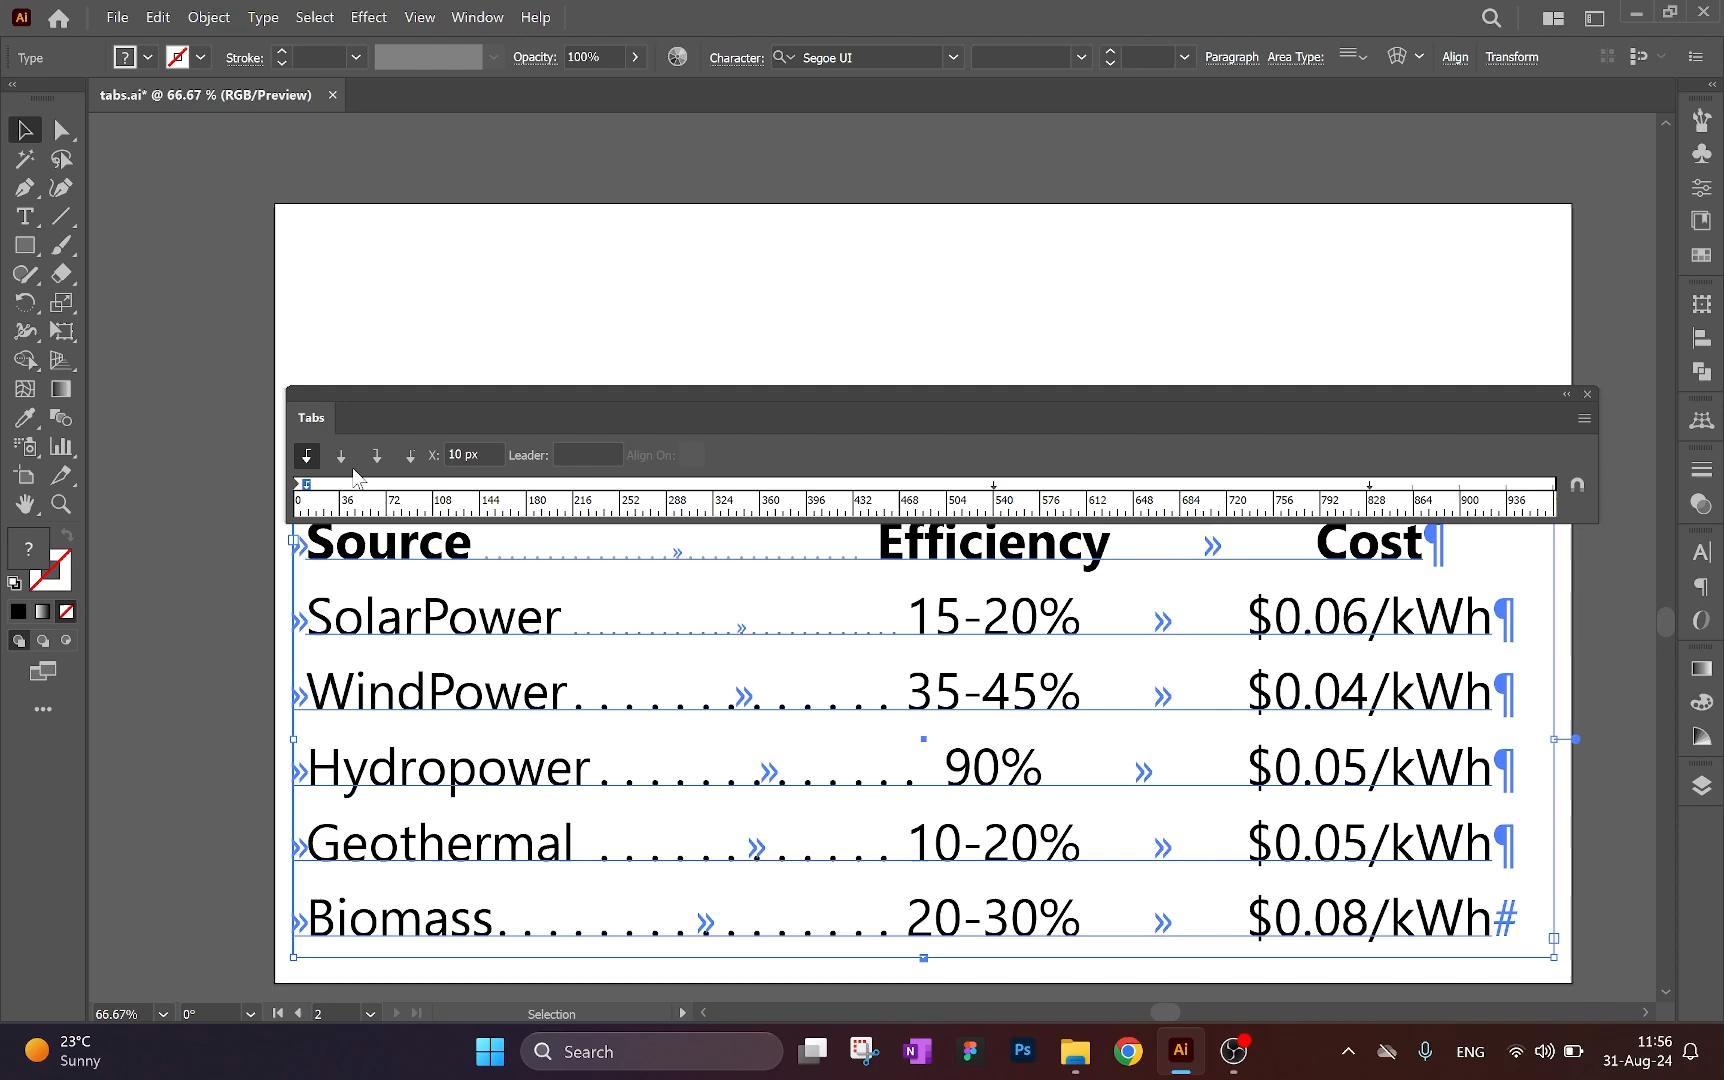 Ai File Edit Object Type Select Effect View Window Help
Type ? Stroke: Opacity: 100% Character: Segoe UI Paragraph Area Type: Align Transform
tabs.ai* @ 66.67 % (RGB/Preview)
Tabs
X: 10 px Leader: Align On:
0 36 72 108 144 180 216 252 288 324 360 396 432 468 504 540 576 612 648 684 720 756 792 828 864 900 936
»Source . . . . » . . . . Efficiency » Cost¶
»SolarPower . . . . » . . . . 15-20% » $0.06/kWh¶
»WindPower . . . . . . . » . . . . . . 35-45% » $0.04/kWh¶
»Hydropower . . . . . . . » . . . . . . 90% » $0.05/kWh¶
»Geothermal . . . . . . » . . . . . . 10-20% » $0.05/kWh¶
»Biomass . . . . . . . . » . . . . . . . 20-30% » $0.08/kWh#
?
66.67% 0° 2 Selection
23°C
Sunny
Search
N
Ps
Ai
ENG
11:56
31-Aug-24